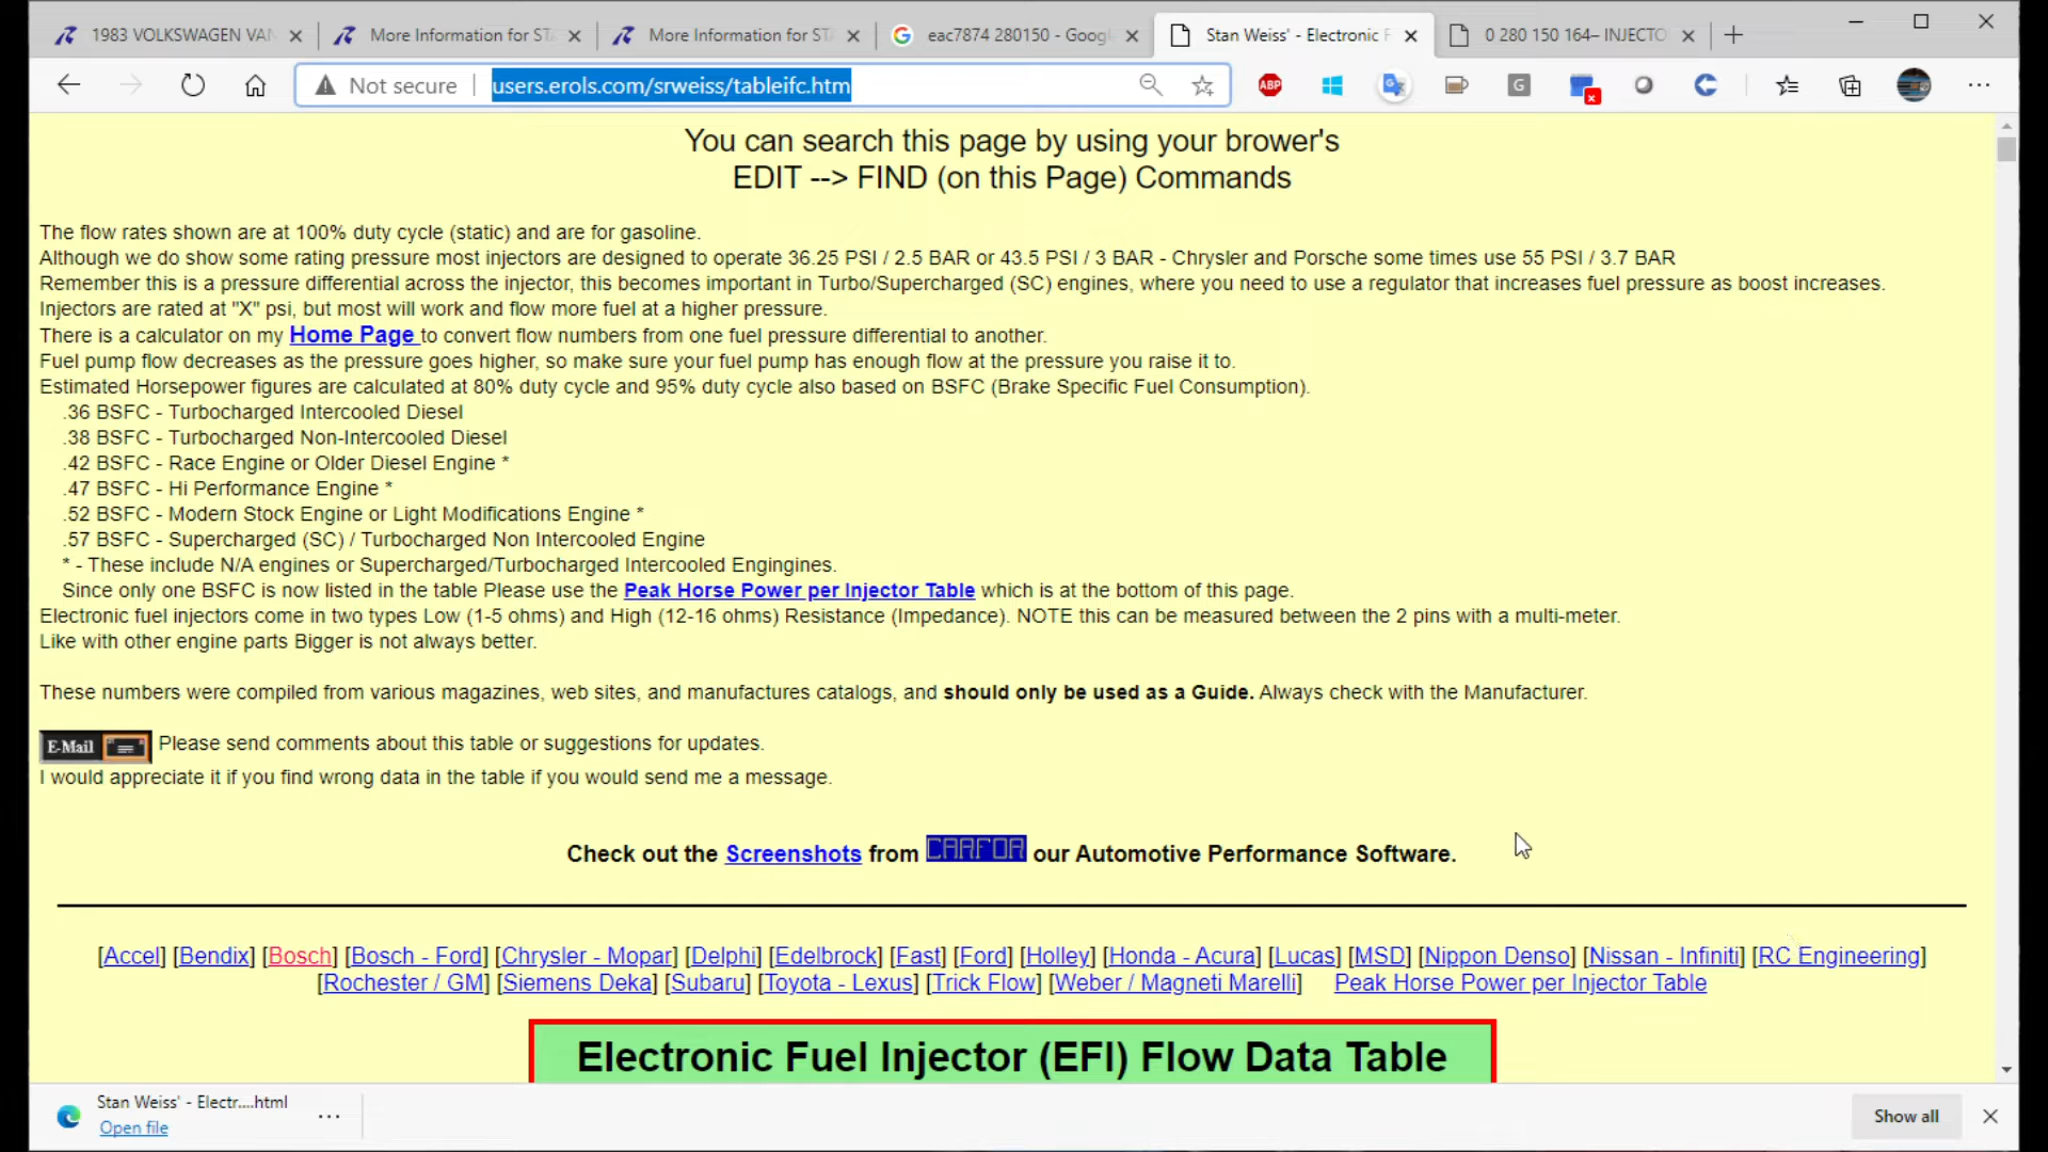 1983 VOLKSWAGEN VAN
More Information for STA
More Information for STA
eac7874 280150 - Googl
Stan Weiss' - Electronic F
0 280 150 164– INJECTO
Not secure
users.erols.com/srweiss/tableifc.htm
ABP
G
You can search this page by using your brower's
EDIT --> FIND (on this Page) Commands
The flow rates shown are at 100% duty cycle (static) and are for gasoline.
Although we do show some rating pressure most injectors are designed to operate 36.25 PSI / 2.5 BAR or 43.5 PSI / 3 BAR - Chrysler and Porsche some times use 55 PSI / 3.7 BAR
Remember this is a pressure differential across the injector, this becomes important in Turbo/Supercharged (SC) engines, where you need to use a regulator that increases fuel pressure as boost increases.
Injectors are rated at "X" psi, but most will work and flow more fuel at a higher pressure.
There is a calculator on my Home Page to convert flow numbers from one fuel pressure differential to another.
Fuel pump flow decreases as the pressure goes higher, so make sure your fuel pump has enough flow at the pressure you raise it to.
Estimated Horsepower figures are calculated at 80% duty cycle and 95% duty cycle also based on BSFC (Brake Specific Fuel Consumption).
.36 BSFC - Turbocharged Intercooled Diesel
.38 BSFC - Turbocharged Non-Intercooled Diesel
.42 BSFC - Race Engine or Older Diesel Engine *
.47 BSFC - Hi Performance Engine *
.52 BSFC - Modern Stock Engine or Light Modifications Engine *
.57 BSFC - Supercharged (SC) / Turbocharged Non Intercooled Engine
* - These include N/A engines or Supercharged/Turbocharged Intercooled Engingines.
Since only one BSFC is now listed in the table Please use the Peak Horse Power per Injector Table which is at the bottom of this page.
Electronic fuel injectors come in two types Low (1-5 ohms) and High (12-16 ohms) Resistance (Impedance). NOTE this can be measured between the 2 pins with a multi-meter.
Like with other engine parts Bigger is not always better.
These numbers were compiled from various magazines, web sites, and manufactures catalogs, and should only be used as a Guide. Always check with the Manufacturer.
E-Mail Please send comments about this table or suggestions for updates.
I would appreciate it if you find wrong data in the table if you would send me a message.
Check out the Screenshots from CARFOR our Automotive Performance Software.
[Accel] [Bendix] [Bosch] [Bosch - Ford] [Chrysler - Mopar] [Delphi] [Edelbrock] [Fast] [Ford] [Holley] [Honda - Acura] [Lucas] [MSD] [Nippon Denso] [Nissan - Infiniti] [RC Engineering]
[Rochester / GM] [Siemens Deka] [Subaru] [Toyota - Lexus] [Trick Flow] [Weber / Magneti Marelli] Peak Horse Power per Injector Table
Electronic Fuel Injector (EFI) Flow Data Table
Stan Weiss' - Electr....html
Open file
Show all